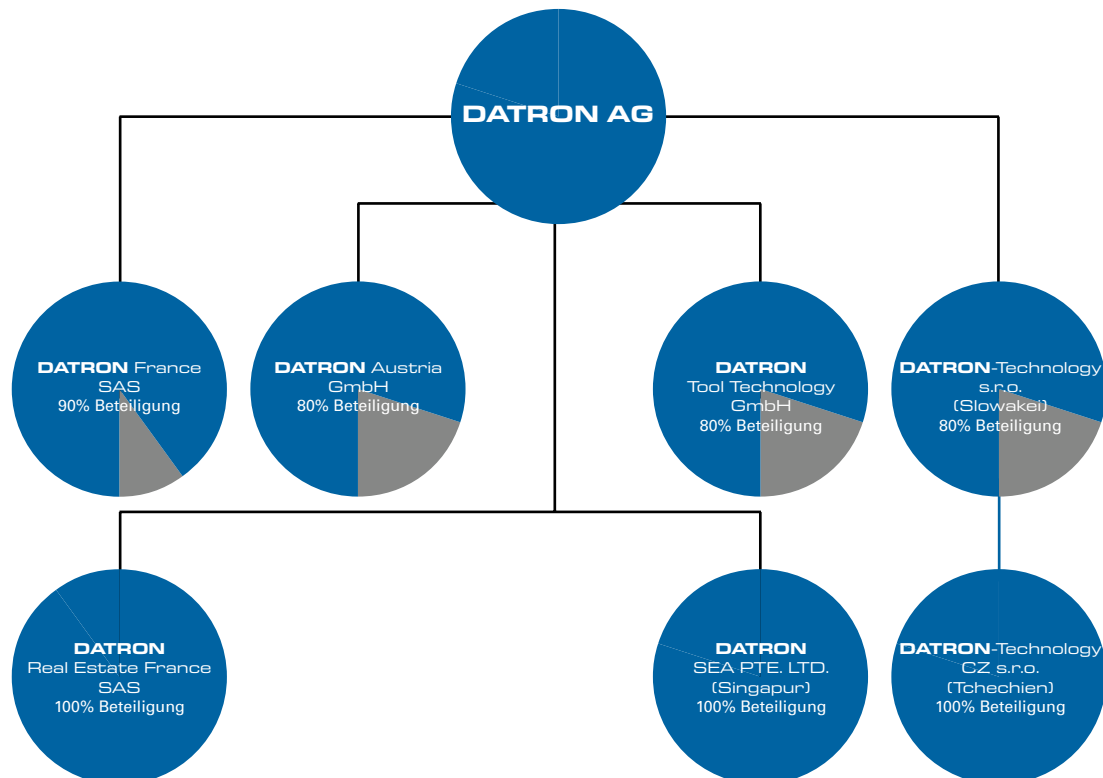 DATRON AG
DATRON France
SAS
90% Beteiligung
DATRON Austria
GmbH
80% Beteiligung
DATRON
Tool Technology
GmbH
80% Beteiligung
DATRON-Technology
s.r.o.
(Slowakei)
80% Beteiligung
DATRON
Real Estate France
SAS
100% Beteiligung
DATRON
SEA PTE. LTD.
(Singapur)
100% Beteiligung
DATRON-Technology
CZ s.r.o.
(Tchechien)
100% Beteiligung